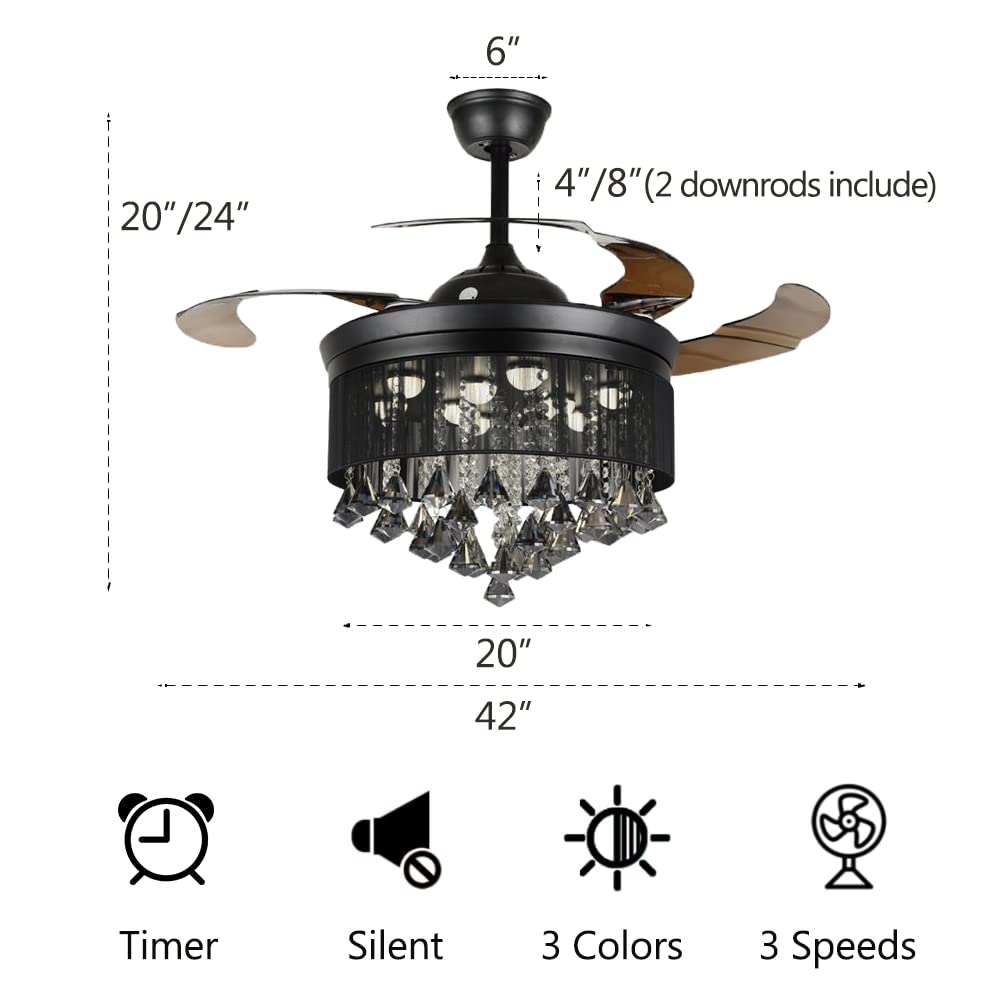 6″
4″/8″(2 downrods include)
20″/24″
20″
42″
Timer
Silent
3 Colors
3 Speeds